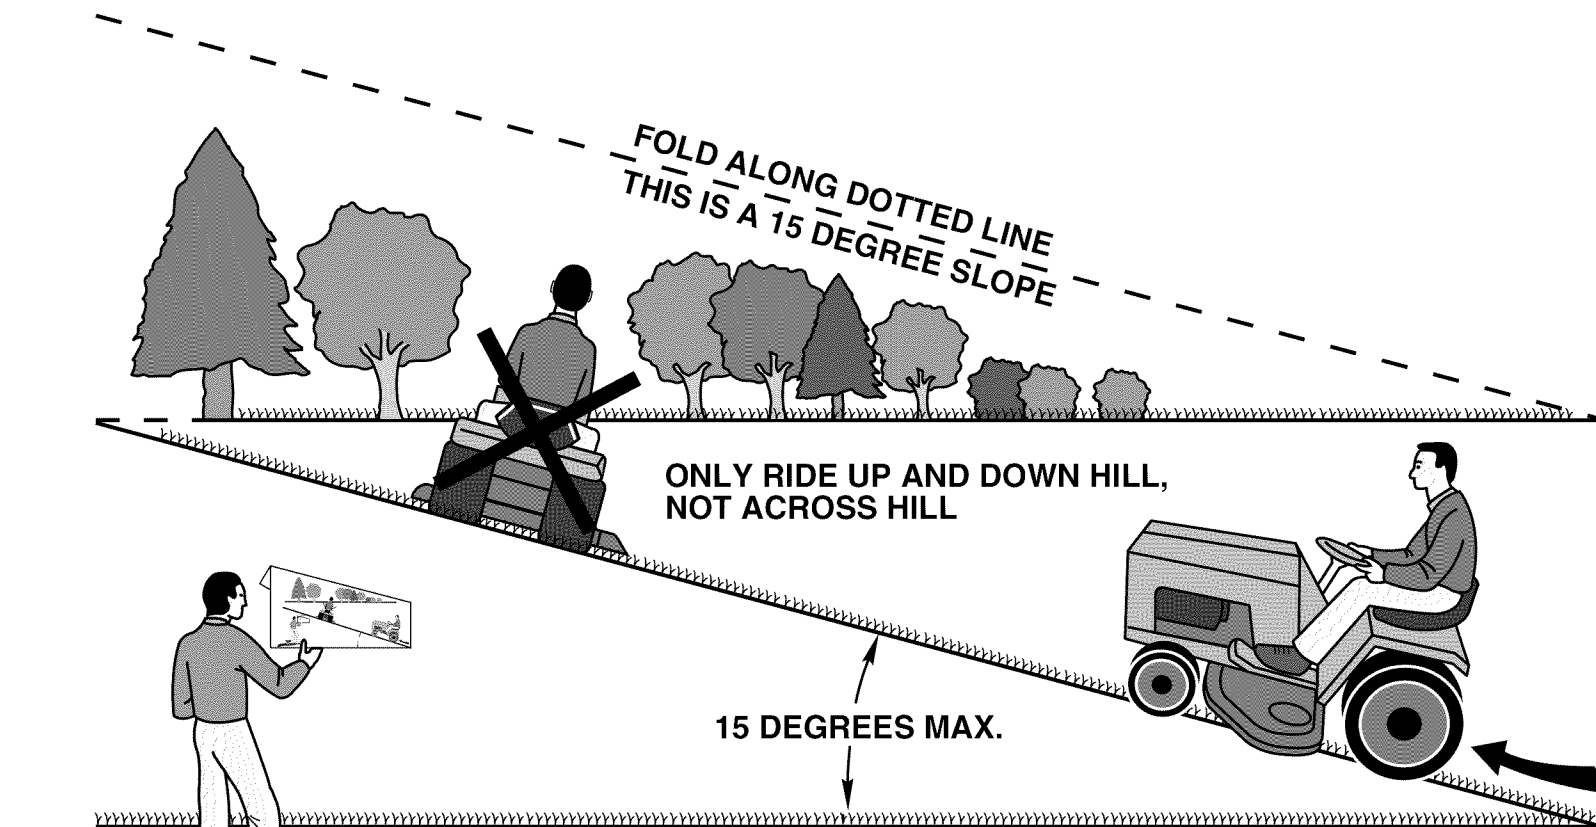 FOLD ALONG DOTTED LINE
THIS IS A 15 DEGREE SLOPE
ONLY RIDE UP AND DOWN HILL,
NOT ACROSS HILL
15 DEGREES MAX.